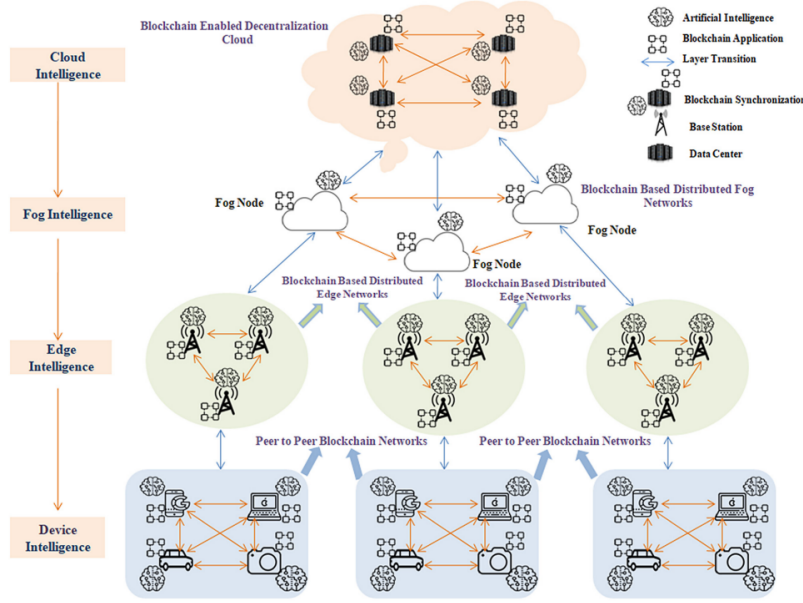 Blockchain Enabled Decentralization
Cloud
Artificial Intelligence
Blockchain Application
Layer Transition
Blockchain Synchronization
Base Station
Data Center
Cloud
Intelligence
Fog Intelligence
Edge
Intelligence
Device
Intelligence
Fog Node
Fog Node
Fog Node
Blockchain Based Distributed Fog
Networks
Blockchain Based Distributed
Edge Networks
Blockchain Based Distributed
Edge Networks
Peer to Peer Blockchain Networks
Peer to Peer Blockchain Networks